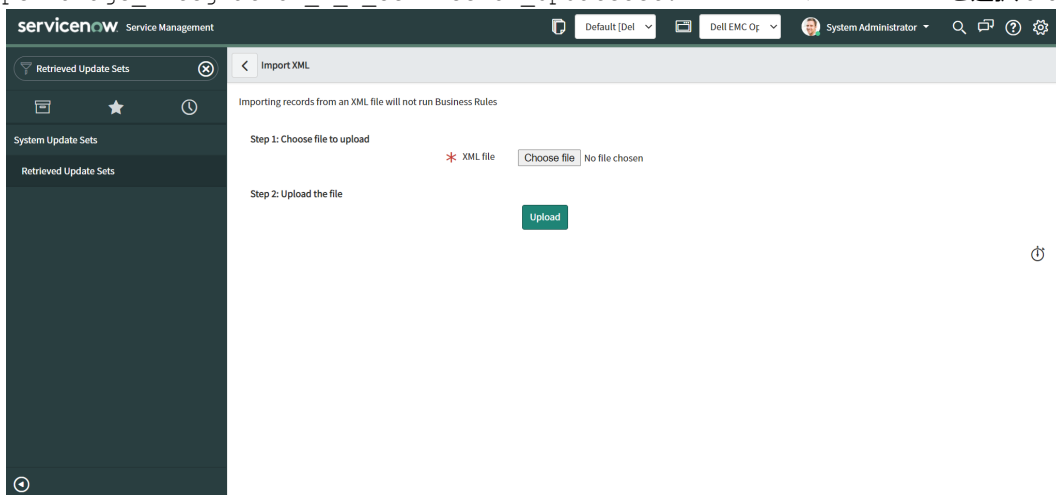 servicenow. Service Management
Default [Del
Dell EMC Op
System Administrator
Retrieved Update Sets
Import XML
Importing records from an XML file will not run Business Rules
System Update Sets
Step 1: Choose file to upload
XML file Choose file No file chosen
Retrieved Update Sets
Step 2: Upload the file
Upload